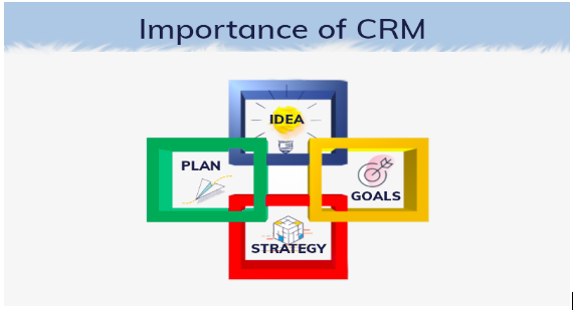 Importance of CRM
IDEA
PLAN
GOALS
STRATEGY